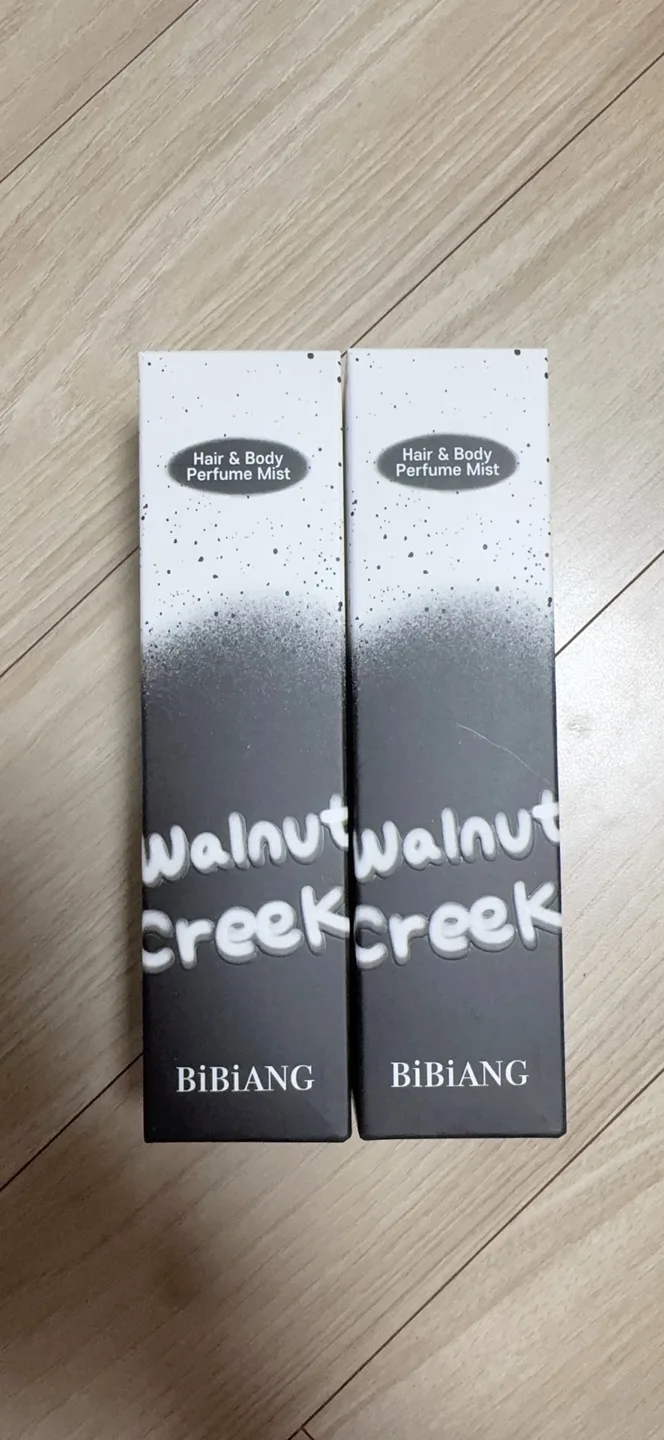 Hair & Body
Perfume Mist
Walnut
Creek
BiBiANG
Hair & Body
Perfume Mist
Walnut
Creek
BiBiANG